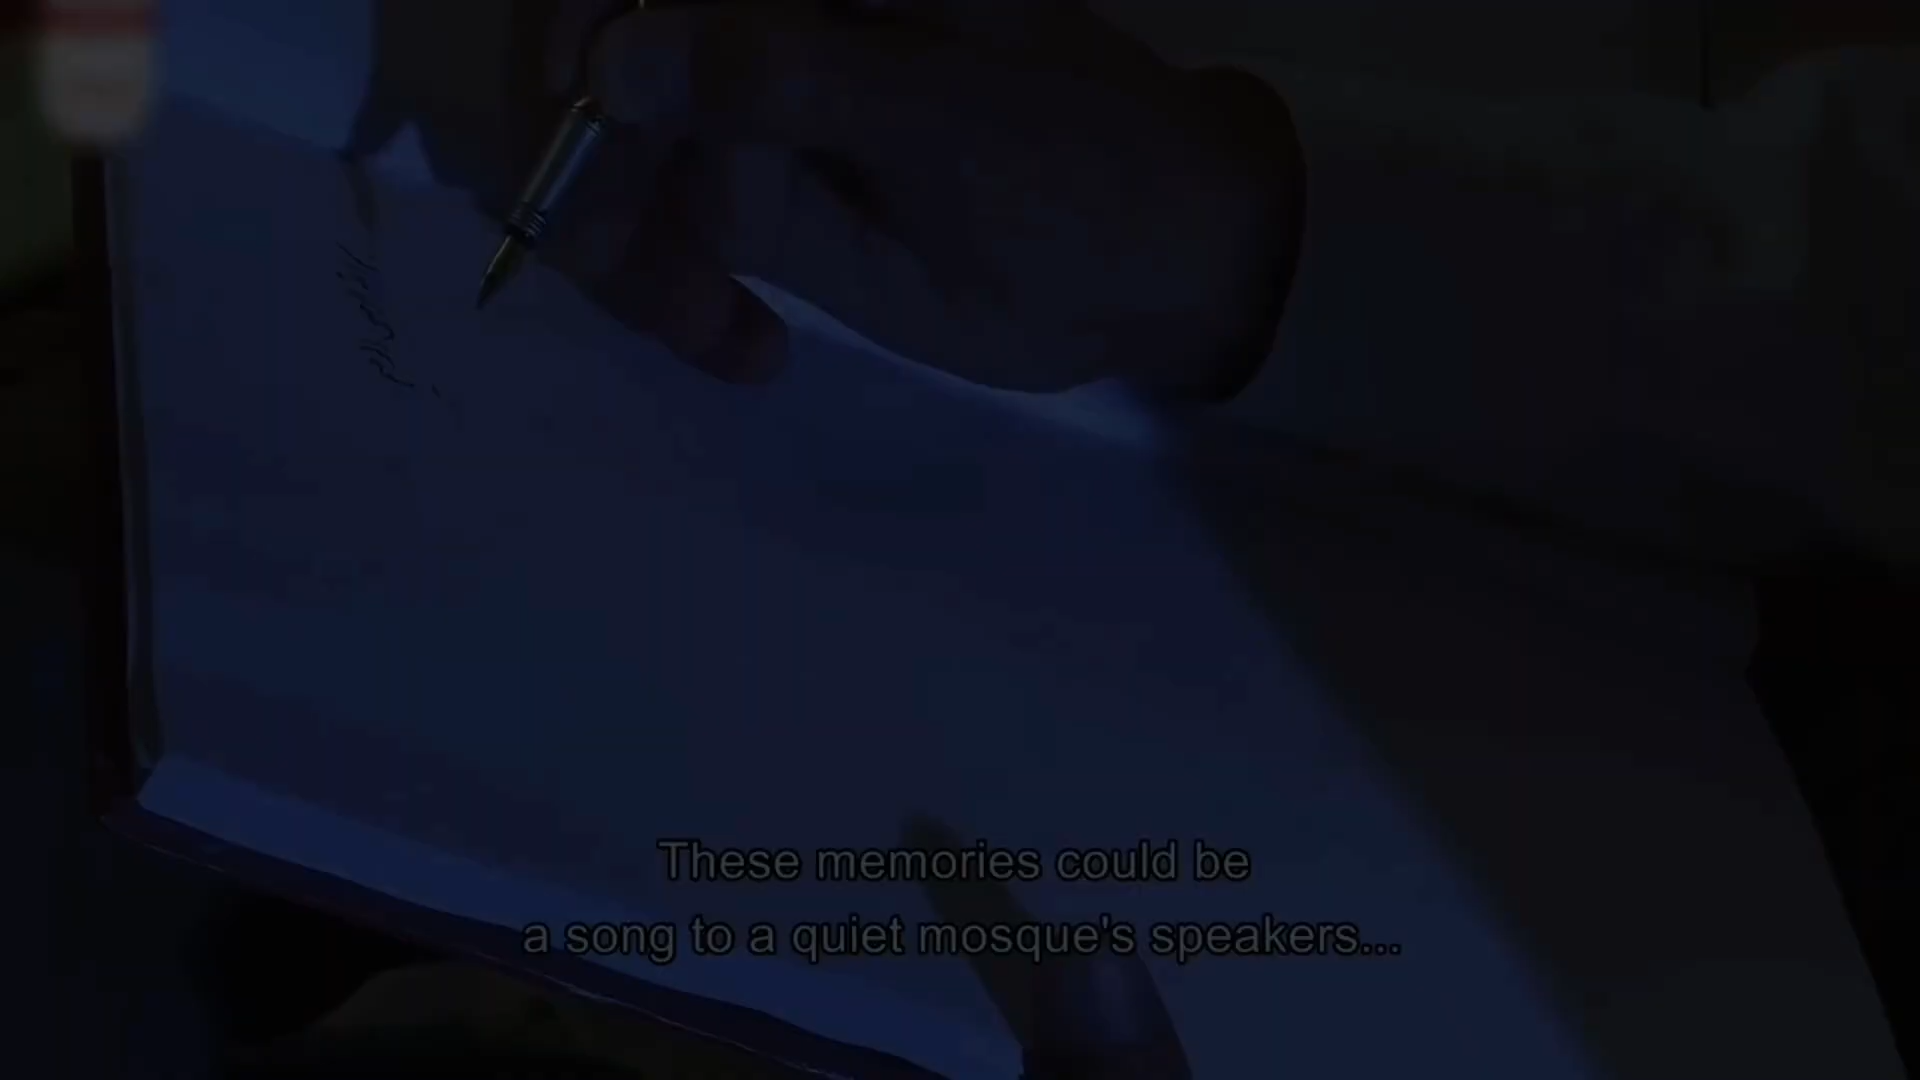 These memories could be
a song to a quiet mosque's speakers...